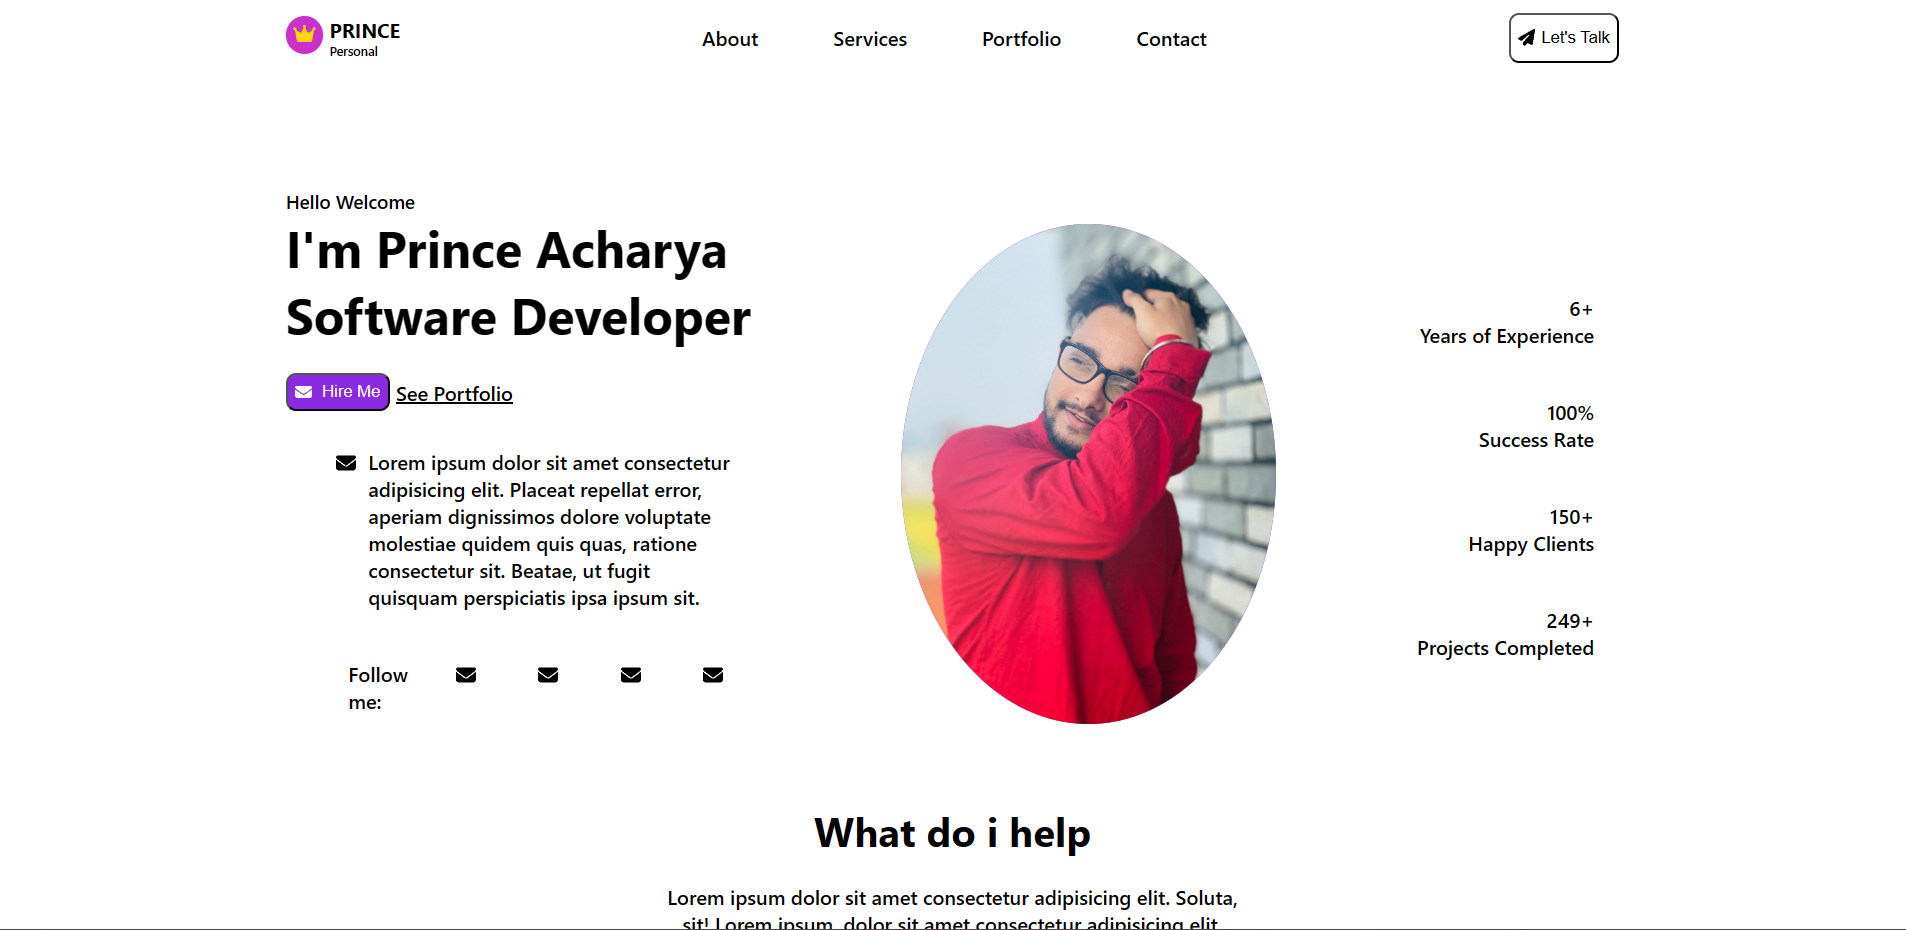 PRINCE
Personal
About
Services
Portfolio
Contact
Let's Talk
Hello Welcome
I'm Prince Acharya
Software Developer
Hire Me
See Portfolio
Lorem ipsum dolor sit amet consectetur
adipisicing elit. Placeat repellat error,
aperiam dignissimos dolore voluptate
molestiae quidem quis quas, ratione
consectetur sit. Beatae, ut fugit
quisquam perspiciatis ipsa ipsum sit.
Follow
me:
6+
Years of Experience
100%
Success Rate
150+
Happy Clients
249+
Projects Completed
What do i help
Lorem ipsum dolor sit amet consectetur adipisicing elit. Soluta,
sit! Lorem ipsum, dolor sit amet consectetur adipisicing elit.